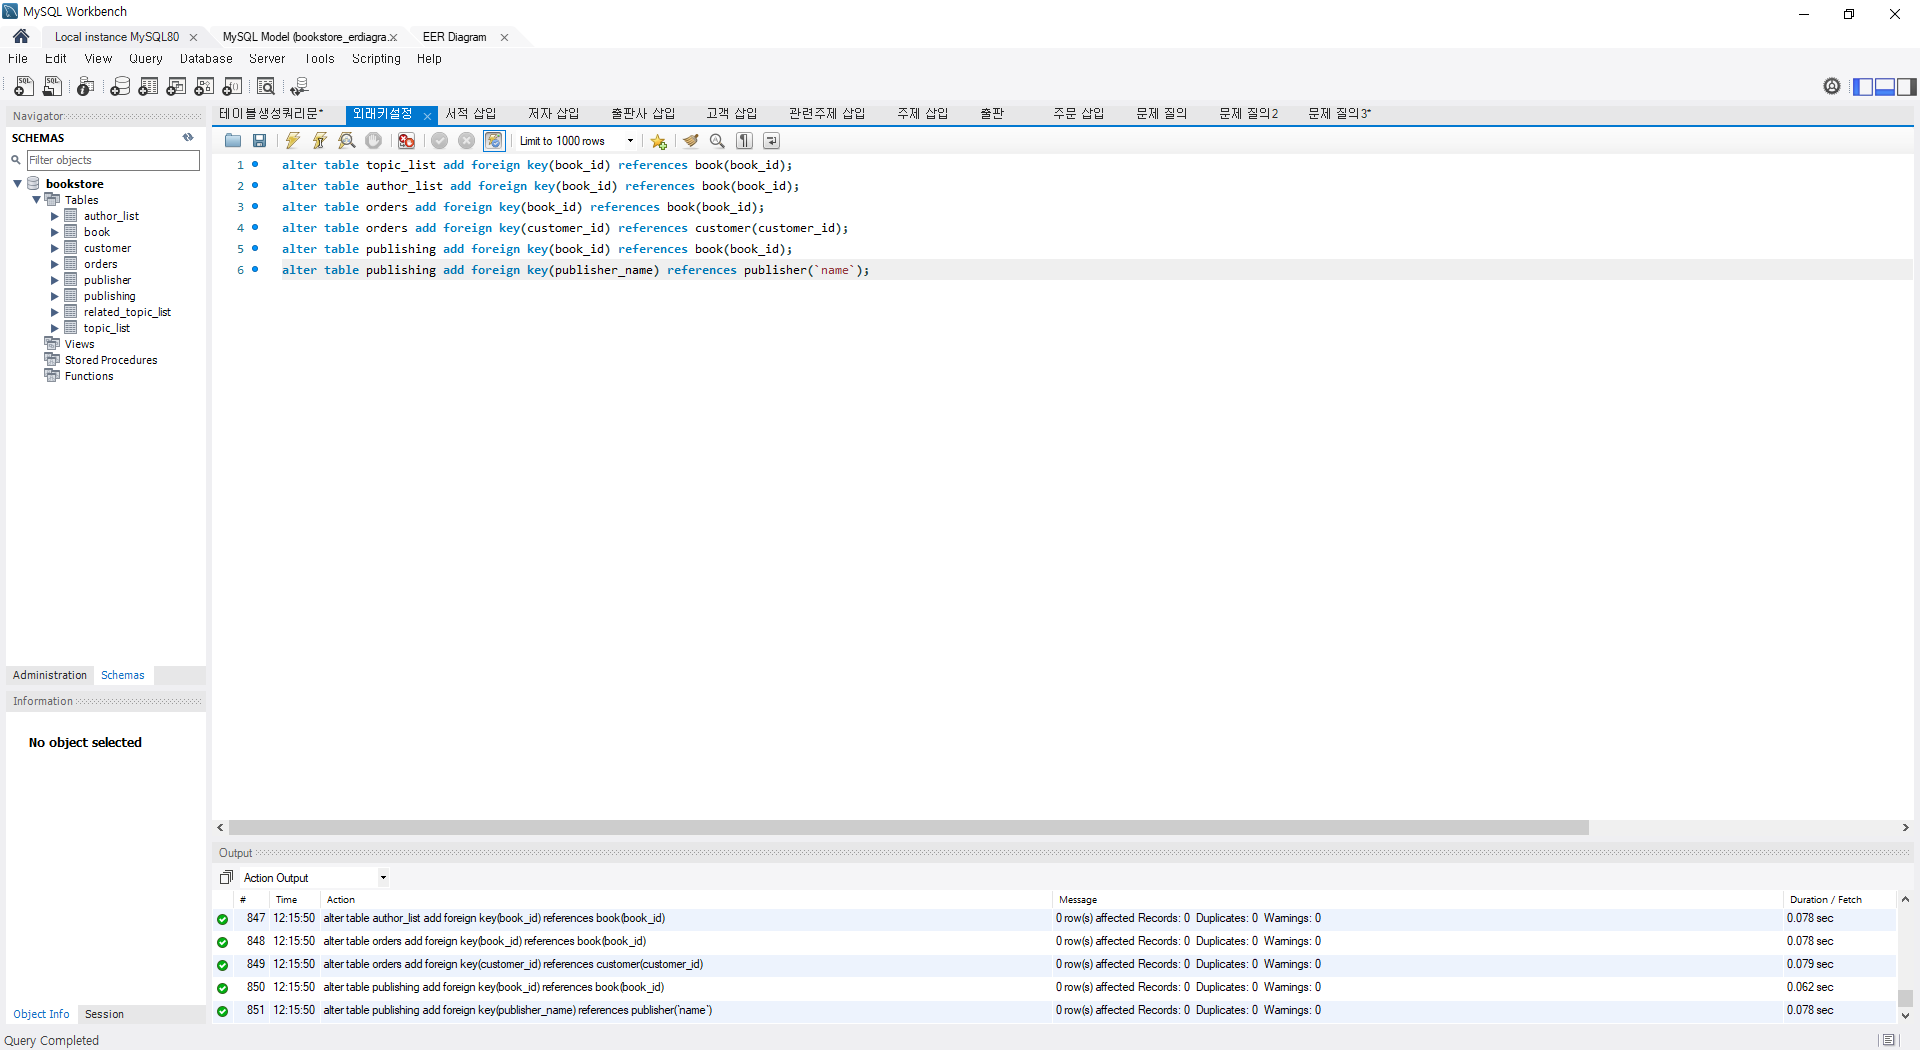 MySQL Workbench
Local instance MySQL80
MySQL Model (bookstore_erdiagra..
EER Diagram
File Edit View Query Database Server Tools Scripting Help
Navigator
SCHEMAS
Filter objects
bookstore
Tables
author_list
book
customer
orders
publisher
publishing
related_topic_list
topic_list
Views
Stored Procedures
Functions
Administration Schemas
Information
No object selected
Object Info Session
테이블생성쿼리문* 외래키설정 서적 삽입 저자 삽입 출판사 삽입 고객 삽입 관련주제 삽입 주제 삽입 출판 주문 삽입 문제 질의 문제 질의2 문제 질의3*
Limit to 1000 rows
1 alter table topic_list add foreign key(book_id) references book(book_id);
2 alter table author_list add foreign key(book_id) references book(book_id);
3 alter table orders add foreign key(book_id) references book(book_id);
4 alter table orders add foreign key(customer_id) references customer(customer_id);
5 alter table publishing add foreign key(book_id) references book(book_id);
6 alter table publishing add foreign key(publisher_name) references publisher(`name`);
Output
Action Output
# Time Action Message Duration / Fetch
847 12:15:50 alter table author_list add foreign key(book_id) references book(book_id) 0 row(s) affected Records: 0 Duplicates: 0 Warnings: 0 0.078 sec
848 12:15:50 alter table orders add foreign key(book_id) references book(book_id) 0 row(s) affected Records: 0 Duplicates: 0 Warnings: 0 0.078 sec
849 12:15:50 alter table orders add foreign key(customer_id) references customer(customer_id) 0 row(s) affected Records: 0 Duplicates: 0 Warnings: 0 0.079 sec
850 12:15:50 alter table publishing add foreign key(book_id) references book(book_id) 0 row(s) affected Records: 0 Duplicates: 0 Warnings: 0 0.062 sec
851 12:15:50 alter table publishing add foreign key(publisher_name) references publisher(`name`) 0 row(s) affected Records: 0 Duplicates: 0 Warnings: 0 0.078 sec
Query Completed